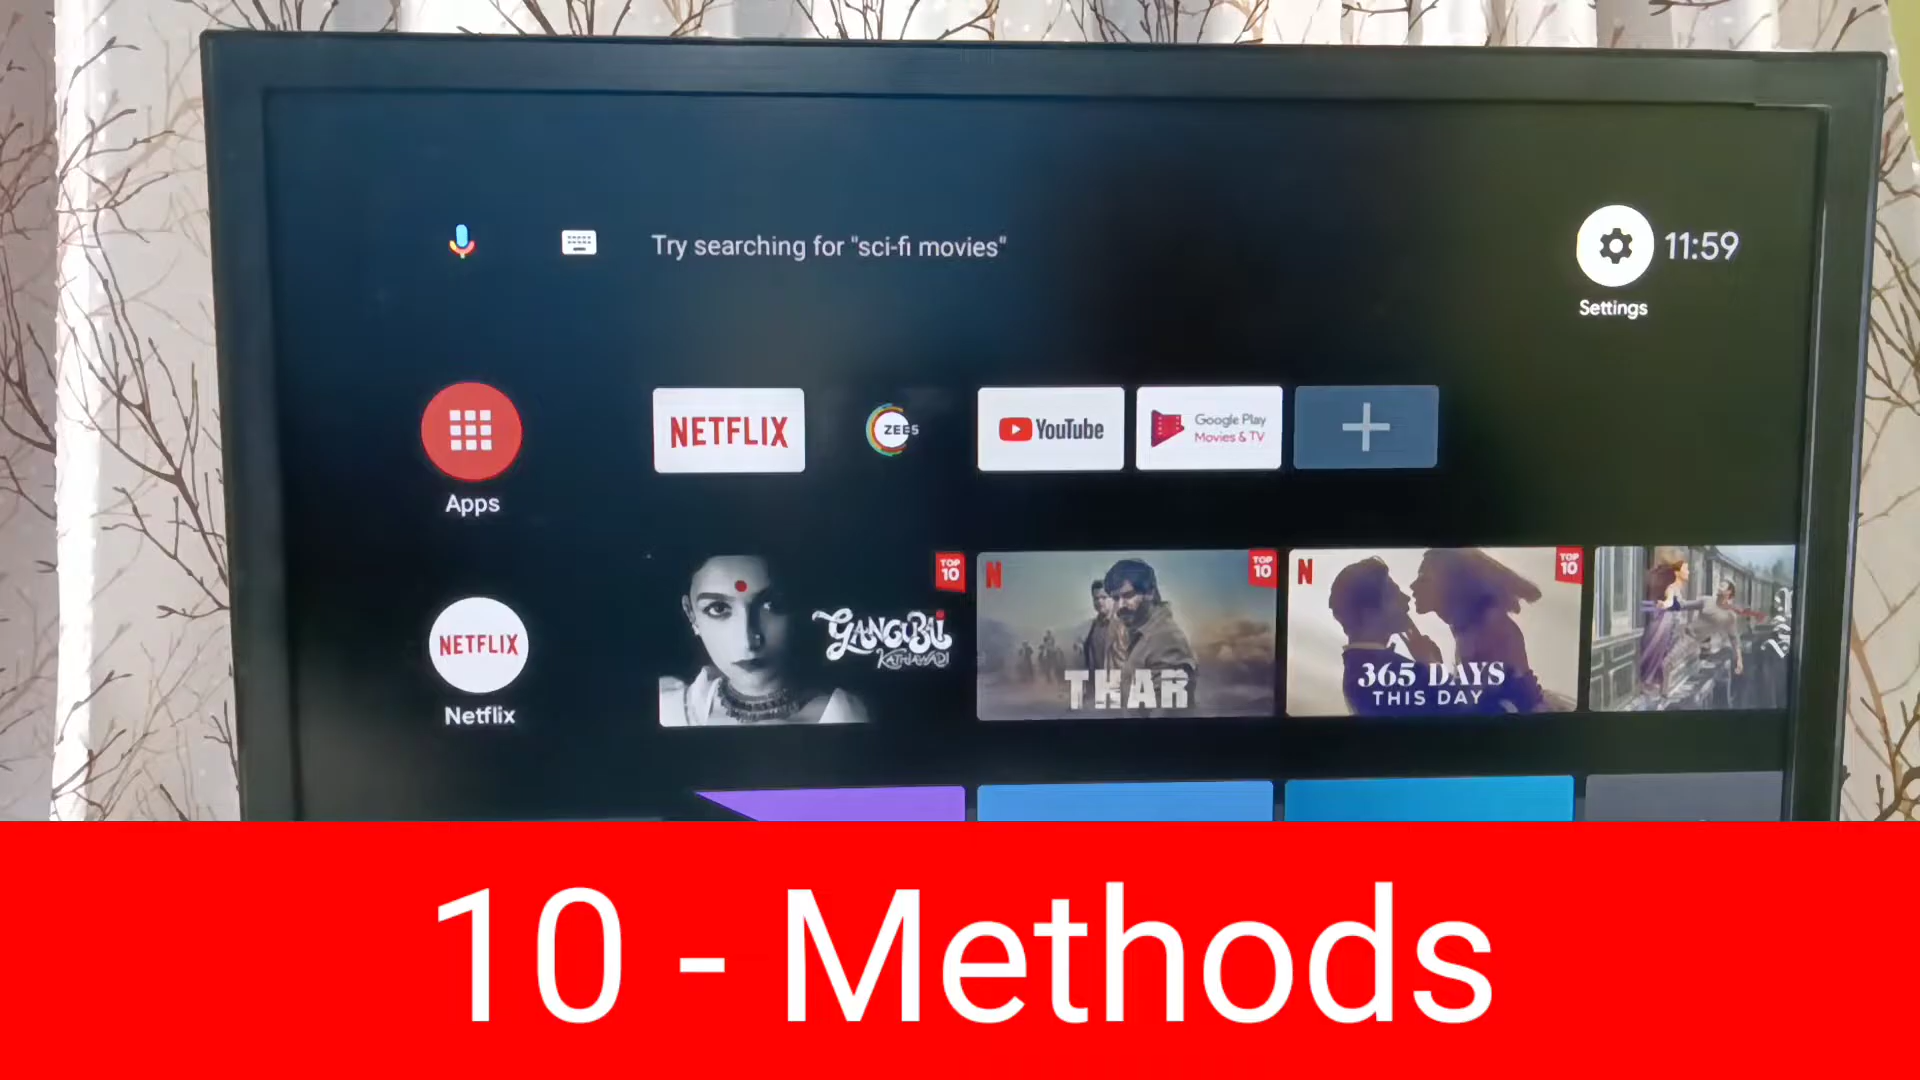 Try searching for "sci-fi movies"
11:59
Settings
NETFLIX
ZEE5
YouTube
Google Play
Movies & TV
Apps
TOP
10
GANGUBAI
KATHIAWADI
N
TOP
10
THAR
N
TOP
10
365 DAYS
THIS DAY
NETFLIX
Netflix
10 - Methods